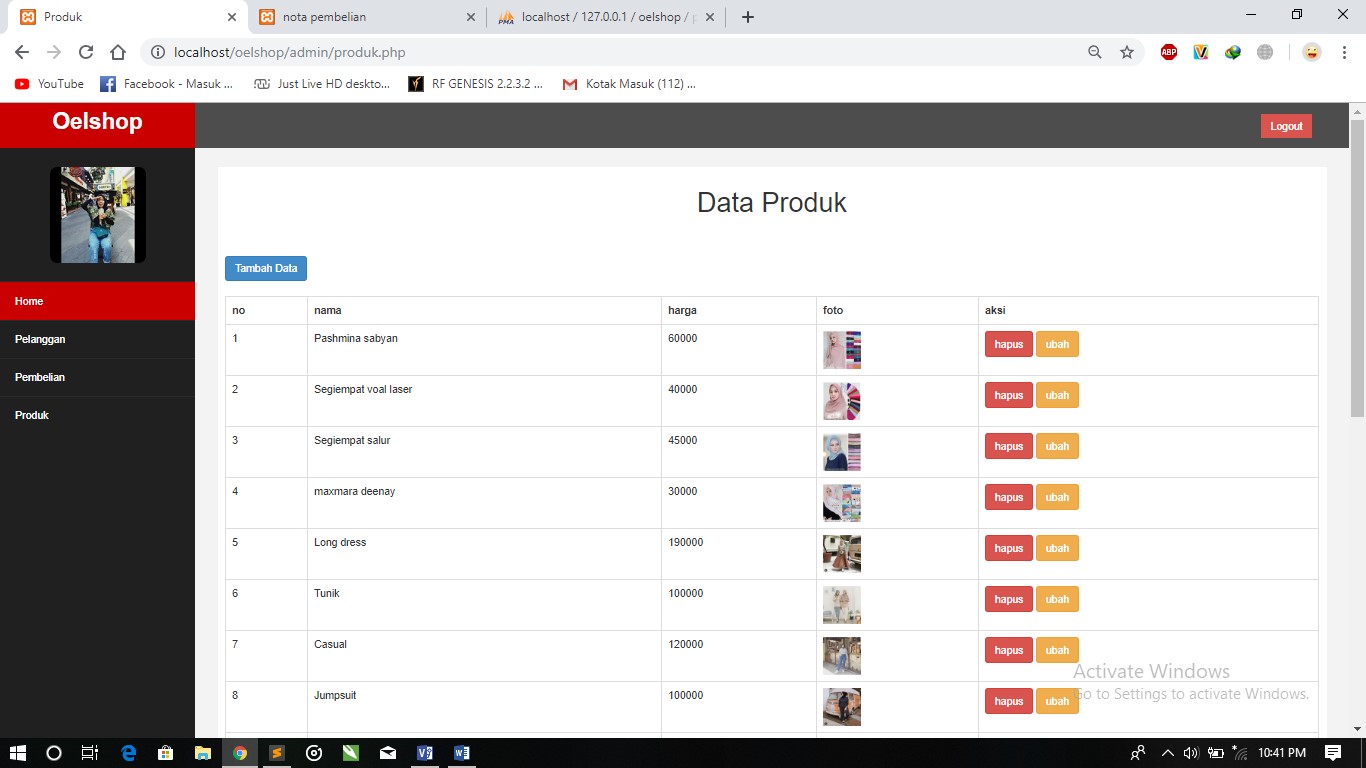 Produk
nota pembelian
localhost / 127.0.0.1 / oelshop /
localhost/oelshop/admin/produk.php
ABP
YouTube
Facebook - Masuk ...
Just Live HD deskto...
RF GENESIS 2.2.3.2 ...
Kotak Masuk (112) ...
Oelshop
Logout
Home
Pelanggan
Pembelian
Produk
Data Produk
Tambah Data
no nama harga foto aksi
1 Pashmina sabyan 60000 hapus ubah
2 Segiempat voal laser 40000 hapus ubah
3 Segiempat salur 45000 hapus ubah
4 maxmara deenay 30000 hapus ubah
5 Long dress 190000 hapus ubah
6 Tunik 100000 hapus ubah
7 Casual 120000 hapus ubah
8 Jumpsuit 100000 hapus ubah
Activate Windows
Go to Settings to activate Windows.
10:41 PM